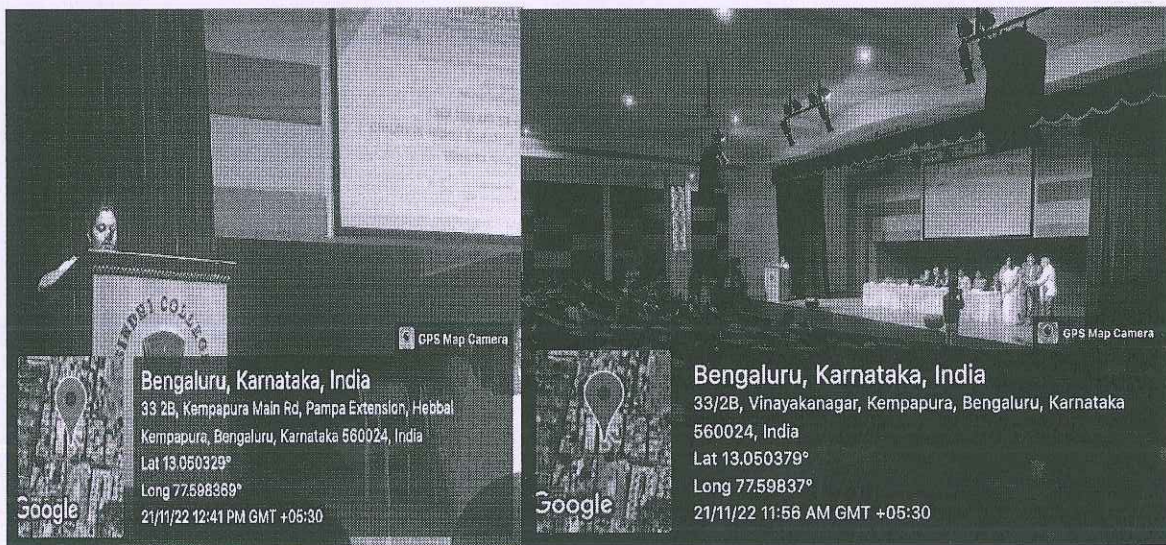 SINDHI COLLEGE
GPS Map Camera
Bengaluru, Karnataka, India
33 2B, Kempapura Main Rd, Pampa Extension, Hebbal
Kempapura, Bengaluru, Karnataka 560024, India
Lat 13.050329°
Long 77.598369°
21/11/22 12:41 PM GMT +05:30
Google
GPS Map Camera
Bengaluru, Karnataka, India
33/2B, Vinayakanagar, Kempapura, Bengaluru, Karnataka
560024, India
Lat 13.050379°
Long 77.59837°
21/11/22 11:56 AM GMT +05:30
Google